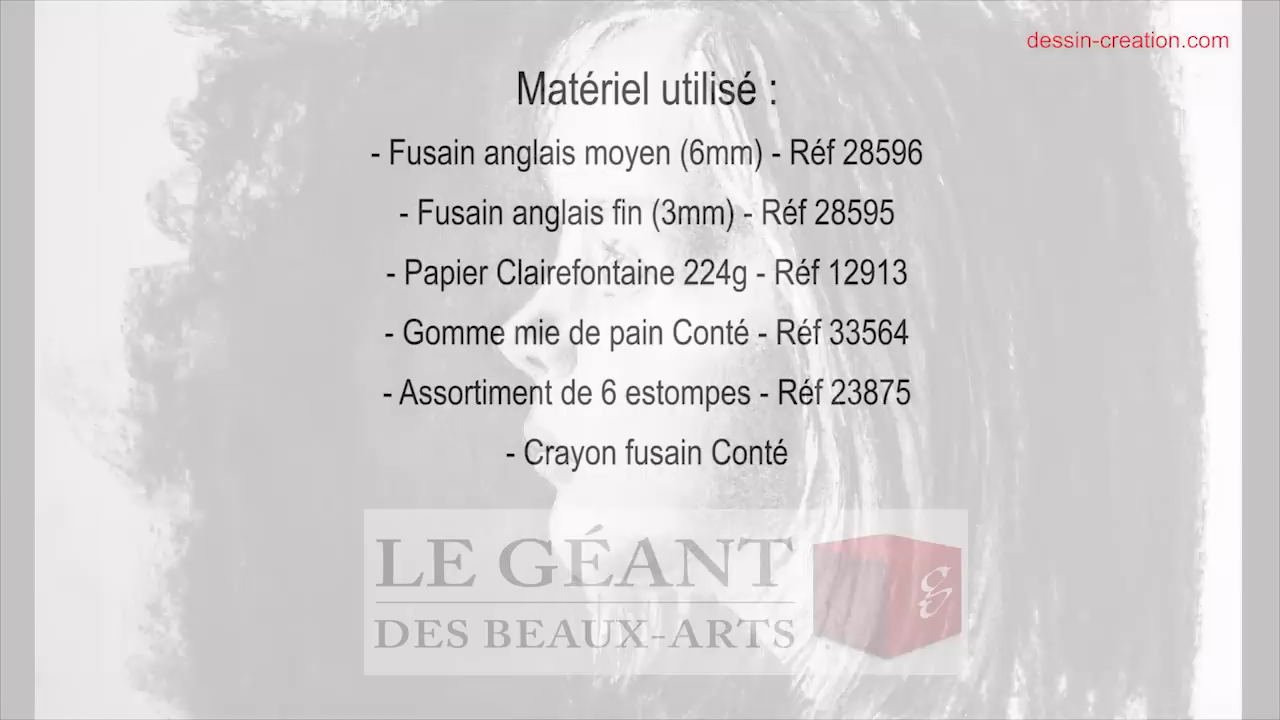 dessin-creation.com
Matériel utilisé :
- Fusain anglais moyen (6mm) - Réf 28596
- Fusain anglais fin (3mm) - Réf 28595
- Papier Clairefontaine 224g - Réf 12913
- Gomme mie de pain Conté - Réf 33564
- Assortiment de 6 estompes - Réf 23875
- Crayon fusain Conté
LE GÉANT
DES BEAUX-ARTS
g